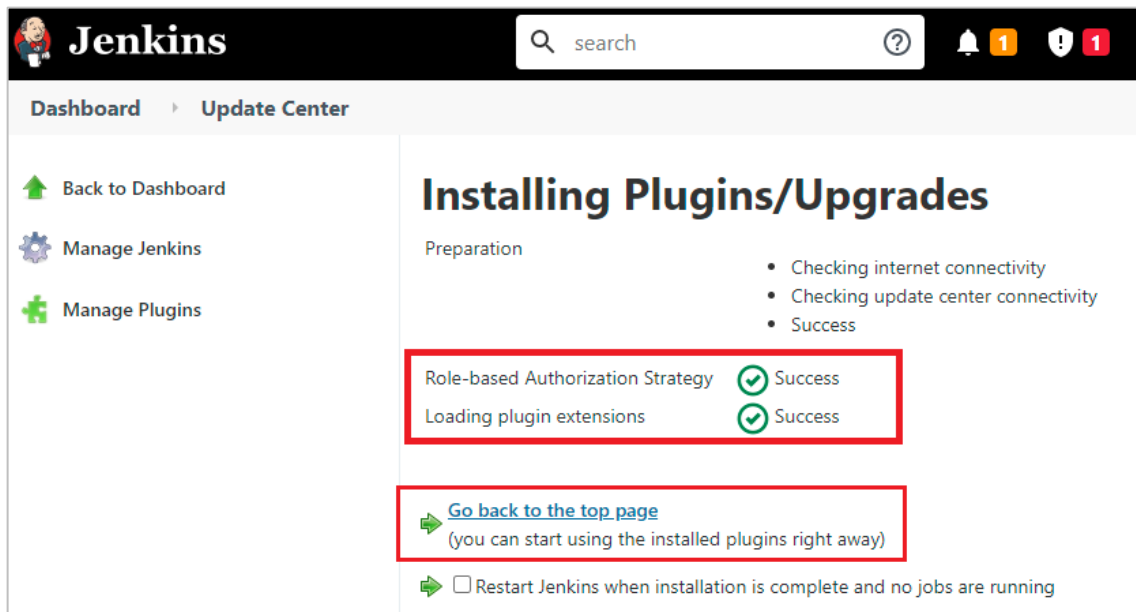 Jenkins
search
1
1
Dashboard
Update Center
Back to Dashboard
Manage Jenkins
Manage Plugins
Installing Plugins/Upgrades
Preparation
Checking internet connectivity
Checking update center connectivity
Success
Role-based Authorization Strategy Success
Loading plugin extensions Success
Go back to the top page
(you can start using the installed plugins right away)
Restart Jenkins when installation is complete and no jobs are running